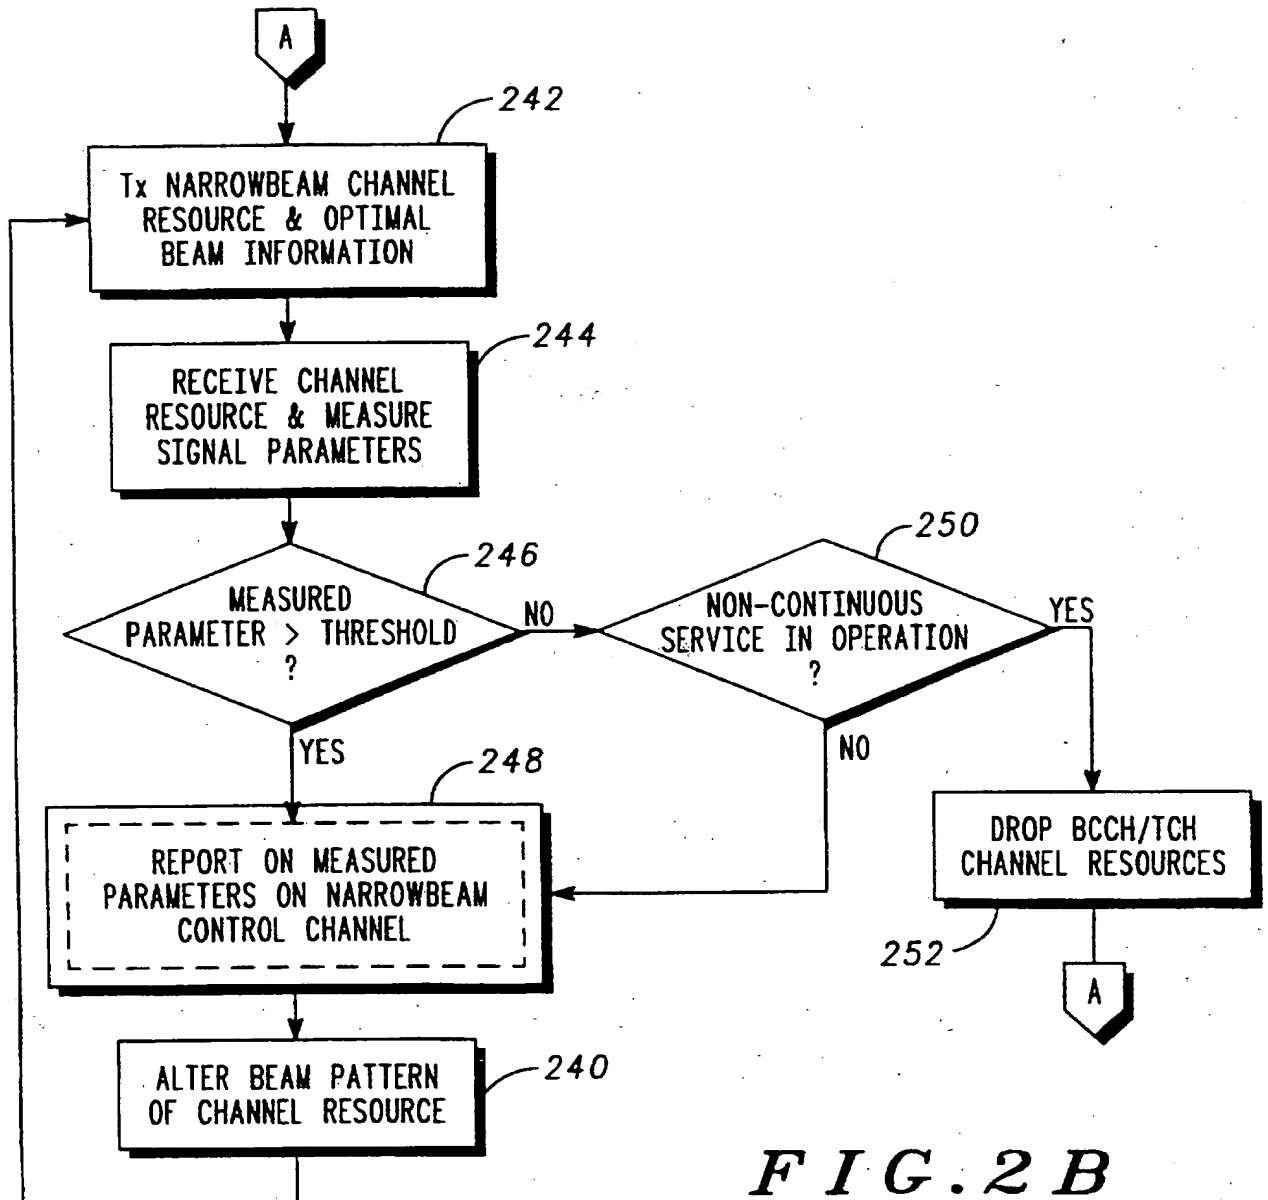 A
242
Tx NARROWBEAM CHANNEL
RESOURCE & OPTIMAL
BEAM INFORMATION
244
RECEIVE CHANNEL
RESOURCE & MEASURE
SIGNAL PARAMETERS
246
MEASURED
PARAMETER > THRESHOLD
?
NO
YES
250
NON-CONTINUOUS
SERVICE IN OPERATION
?
YES
NO
248
REPORT ON MEASURED
PARAMETERS ON NARROWBEAM
CONTROL CHANNEL
DROP BCCH/TCH
CHANNEL RESOURCES
252
A
ALTER BEAM PATTERN
OF CHANNEL RESOURCE
240
FIG.2B